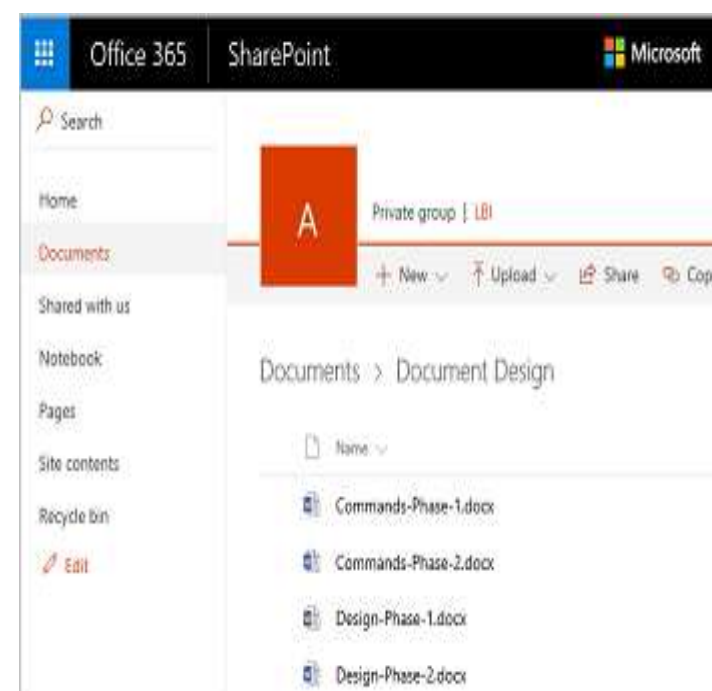 Office 365 SharePoint Microsoft
Search
Home
Documents
Shared with us
Notebook
Pages
Site contents
Recycle bin
Edit
A
Private group | LBI
+ New Upload Share Cop
Documents > Document Design
Name
Commands-Phase-1.docx
Commands-Phase-2.docx
Design-Phase-1.docx
Design-Phase-2.docx